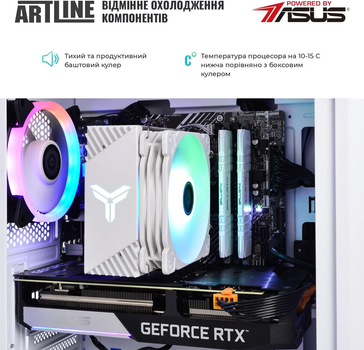 ARTLINE
ВІДМІННЕ ОХОЛОДЖЕННЯ
КОМПОНЕНТІВ
POWERED BY
ASUS
Тихий та продуктивний
баштовий кулер
C°
Температура процесора на 10-15 С
нижча порівняно з боксовим
кулером
GEFORCE RTX